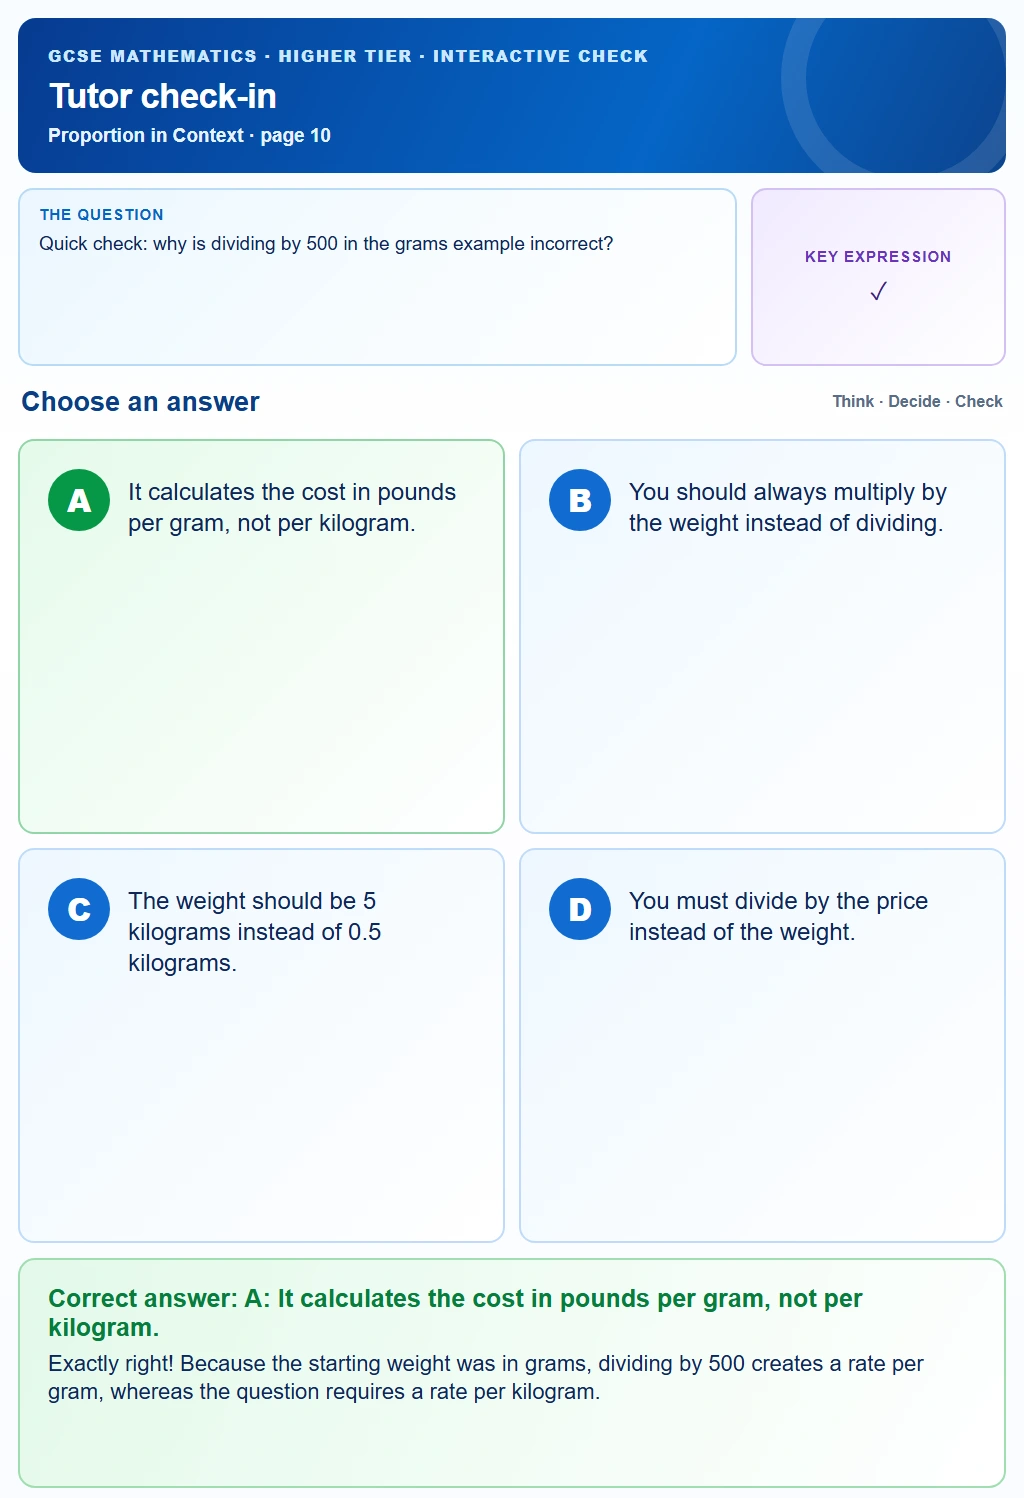 GCSE MATHEMATICS · HIGHER TIER · INTERACTIVE CHECK
Tutor check-in
Proportion in Context · page 10
THE QUESTION
Quick check: why is dividing by 500 in the grams example incorrect?
KEY EXPRESSION
✓
Choose an answer
Think · Decide · Check
A
It calculates the cost in pounds
per gram, not per kilogram.
B
You should always multiply by
the weight instead of dividing.
C
The weight should be 5
kilograms instead of 0.5
kilograms.
D
You must divide by the price
instead of the weight.
Correct answer: A: It calculates the cost in pounds per gram, not per
kilogram.
Exactly right! Because the starting weight was in grams, dividing by 500 creates a rate per
gram, whereas the question requires a rate per kilogram.